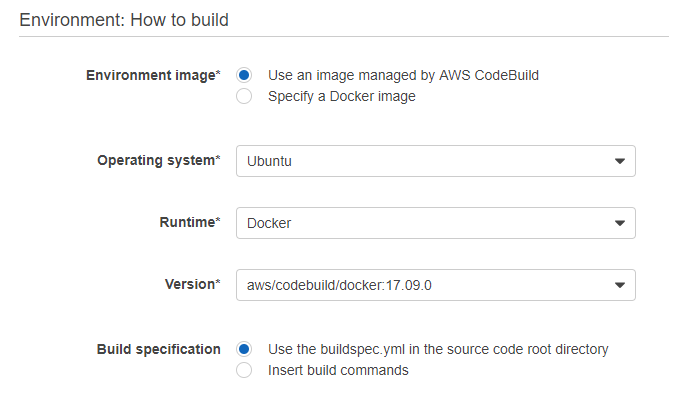 Environment: How to build
Environment image* Use an image managed by AWS CodeBuild
Specify a Docker image
Operating system* Ubuntu
Runtime* Docker
Version* aws/codebuild/docker:17.09.0
Build specification Use the buildspec.yml in the source code root directory
Insert build commands